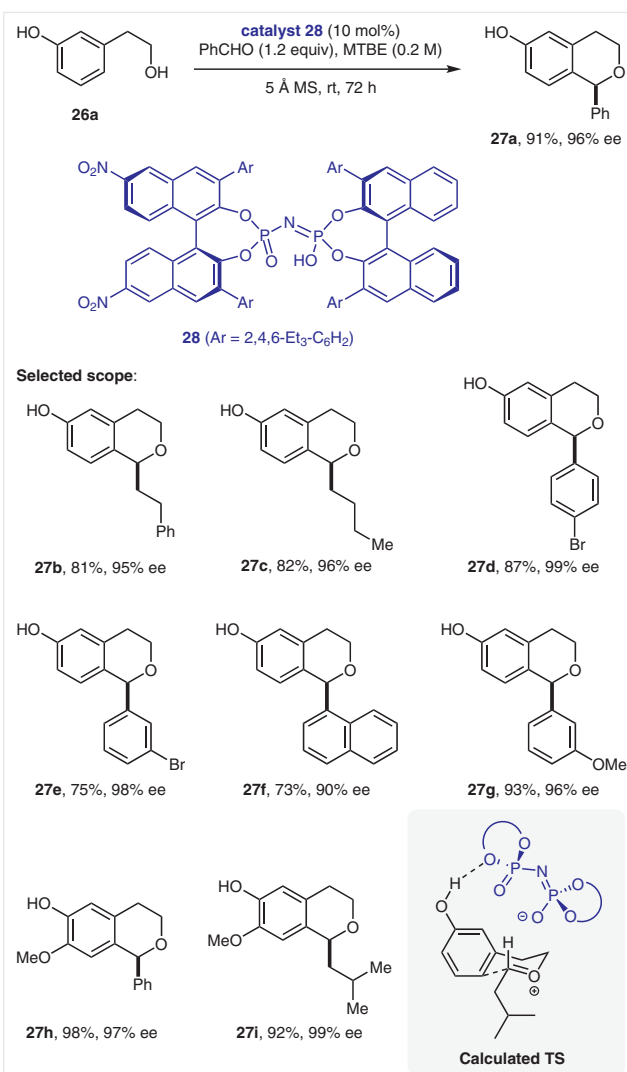 HO
OH
26a
catalyst 28 (10 mol%)
PhCHO (1.2 equiv), MTBE (0.2 M)
5 Å MS, rt, 72 h
HO
O
Ph
27a, 91%, 96% ee
O₂N
Ar
Ar
O
O
P
N
P
O
HO
O
O
O₂N
Ar
Ar
28 (Ar = 2,4,6-Et₃-C₆H₂)
Selected scope:
HO
O
Ph
27b, 81%, 95% ee
HO
O
Me
27c, 82%, 96% ee
HO
O
Br
27d, 87%, 99% ee
HO
O
Br
27e, 75%, 98% ee
HO
O
27f, 73%, 90% ee
HO
O
OMe
27g, 93%, 96% ee
HO
MeO
O
Ph
27h, 98%, 97% ee
HO
MeO
O
Me
Me
27i, 92%, 99% ee
O
O
P
N
H
O
P
O
O
⊖O
O
H
O
⊕
Calculated TS